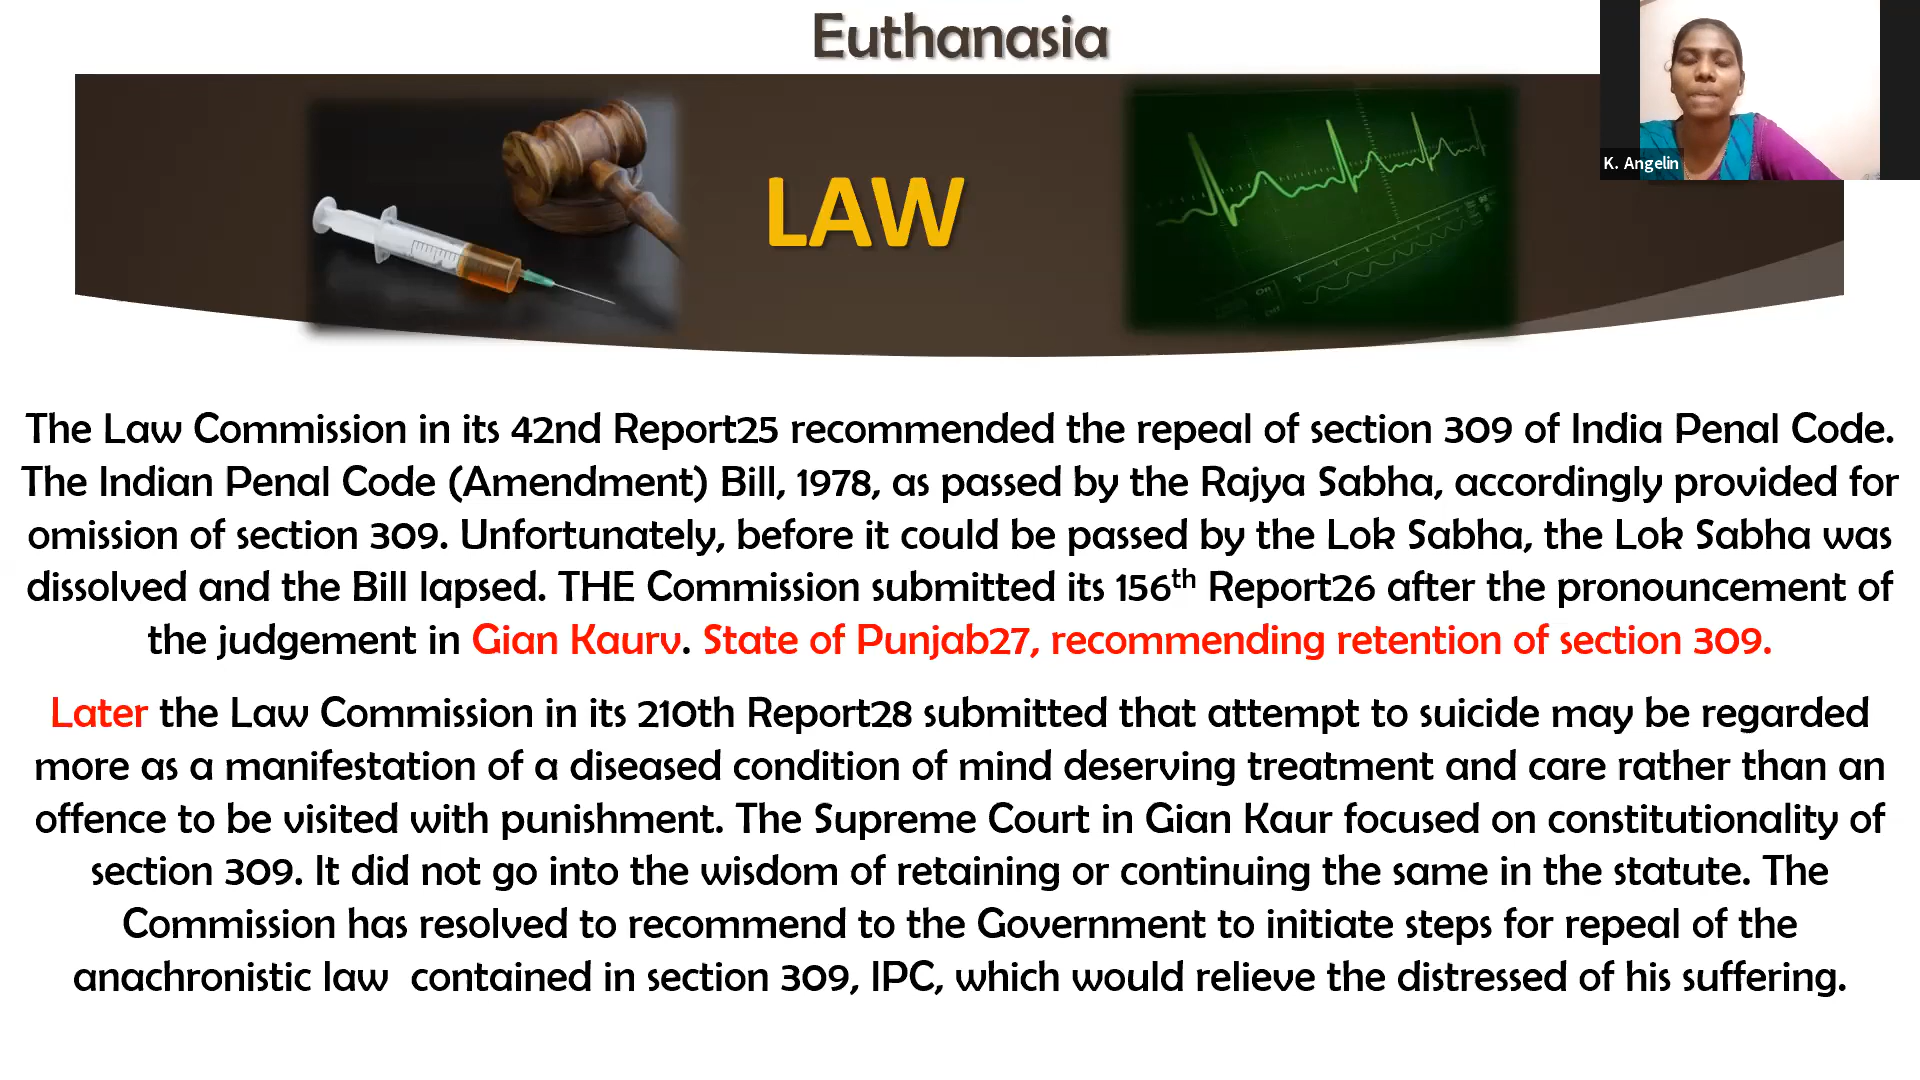 Euthanasia
LAW
K. Angelin
The Law Commission in its 42nd Report25 recommended the repeal of section 309 of India Penal Code.
The Indian Penal Code (Amendment) Bill, 1978, as passed by the Rajya Sabha, accordingly provided for
omission of section 309. Unfortunately, before it could be passed by the Lok Sabha, the Lok Sabha was
dissolved and the Bill lapsed. THE Commission submitted its 156th Report26 after the pronouncement of
the judgement in Gian Kaurv. State of Punjab27, recommending retention of section 309.
Later the Law Commission in its 210th Report28 submitted that attempt to suicide may be regarded
more as a manifestation of a diseased condition of mind deserving treatment and care rather than an
offence to be visited with punishment. The Supreme Court in Gian Kaur focused on constitutionality of
section 309. It did not go into the wisdom of retaining or continuing the same in the statute. The
Commission has resolved to recommend to the Government to initiate steps for repeal of the
anachronistic law  contained in section 309, IPC, which would relieve the distressed of his suffering.